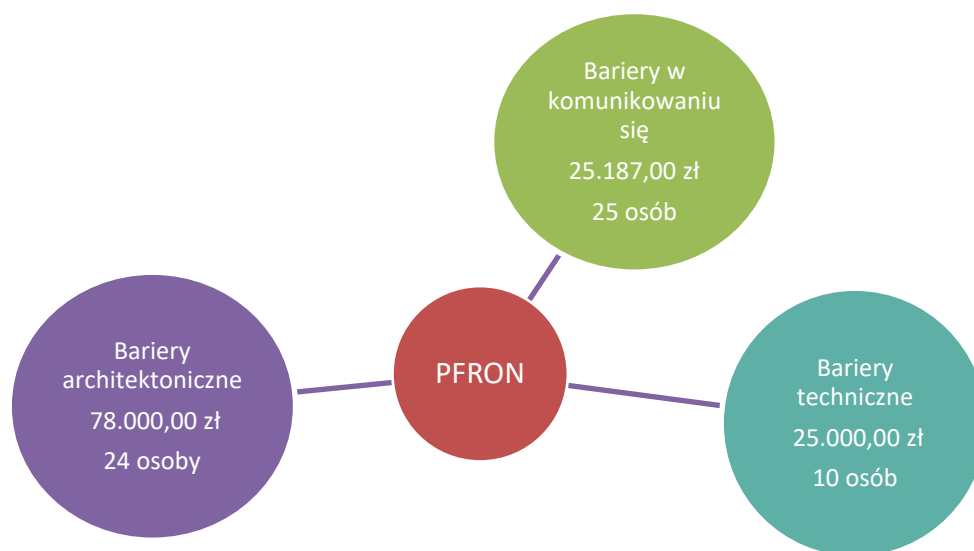 Bariery w
komunikowaniu
się
25.187,00 zł
25 osób
PFRON
Bariery
architektoniczne
78.000,00 zł
24 osoby
Bariery
techniczne
25.000,00 zł
10 osób